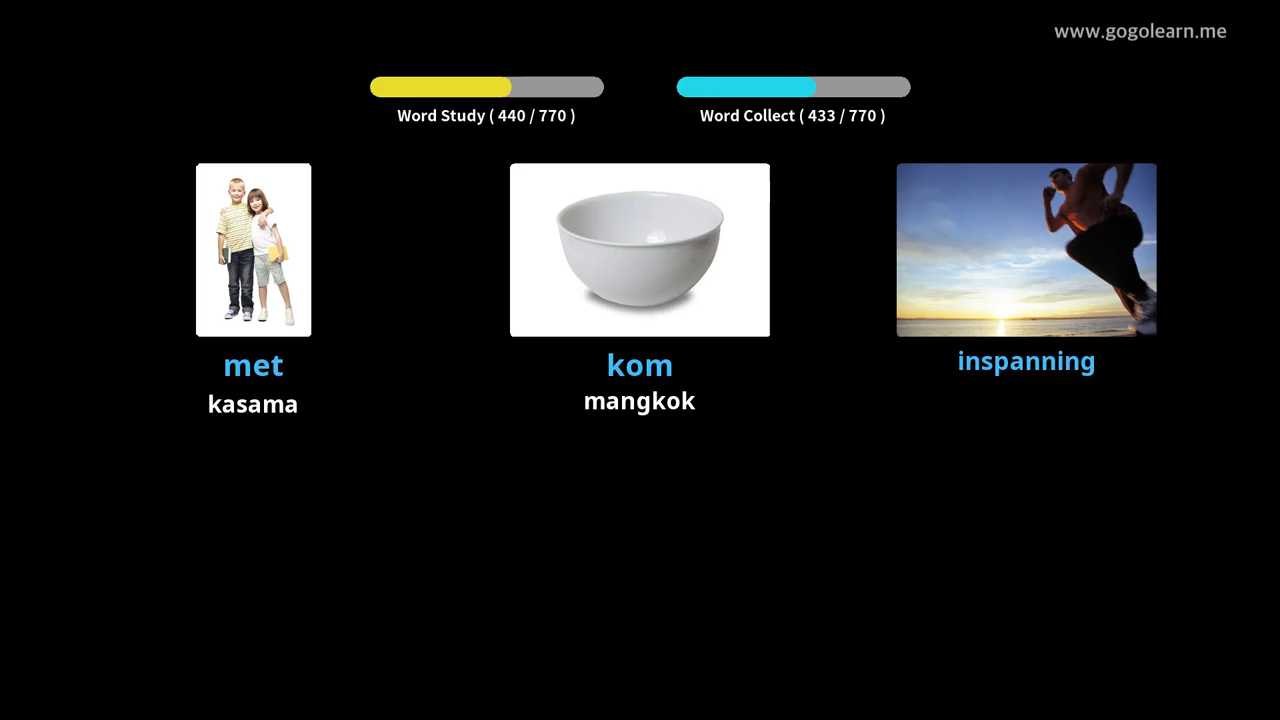 www.gogolearn.me
Word Study ( 440 / 770 )
Word Collect ( 433 / 770 )
met
kasama
kom
mangkok
inspanning